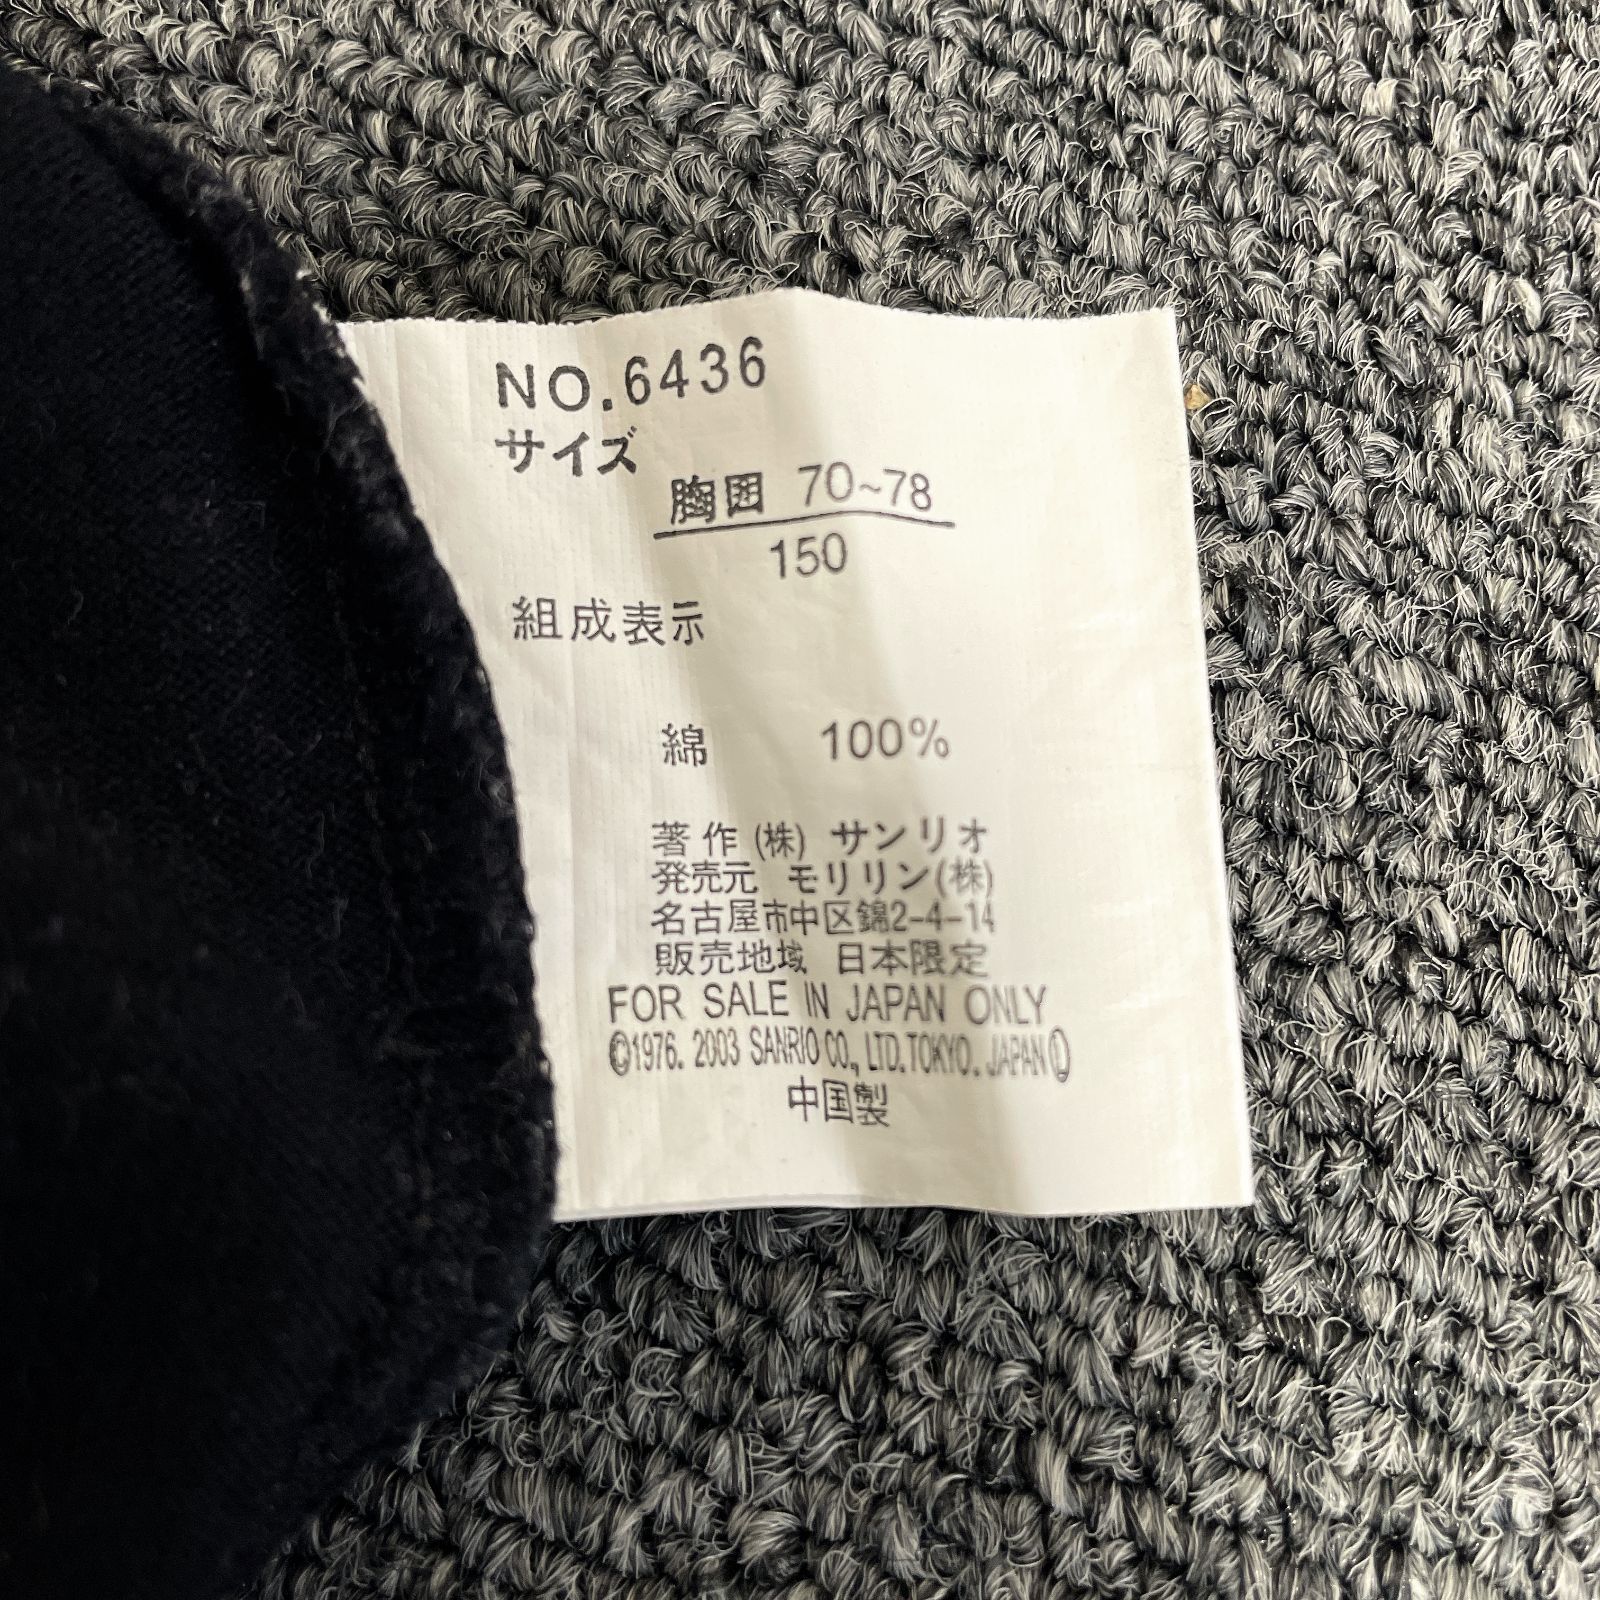 NO.6436
サイズ
胸囲 70~78
150
組成表示
綿 100%
著作 (株) サンリオ
発売元 モリリン(株)
名古屋市中区錦2-4-14
販売地域 日本限定
FOR SALE IN JAPAN ONLY
©1976. 2003 SANRIO CO., LTD. TOKYO. JAPAN Ⓛ
中国製